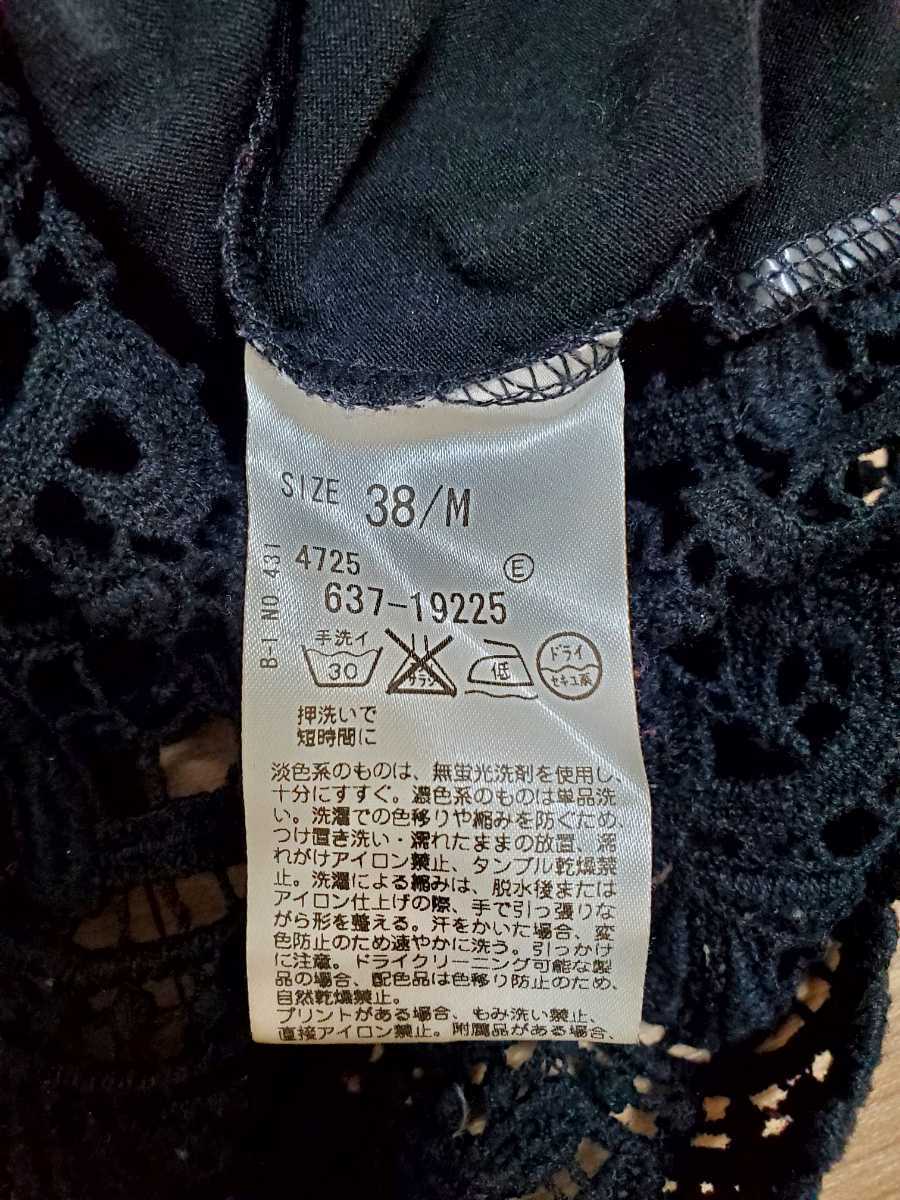 SIZE 38/M
B-1 NO 431
4725 Ⓔ
637-19225
手洗イ
30
サラシ
低
ドライ
セキユ系
押洗いで
短時間に
淡色系のものは、無蛍光洗剤を使用し、
十分にすすぐ。濃色系のものは単品洗
い。洗濯での色移りや縮みを防ぐため、
つけ置き洗い・濡れたままの放置、濡
れがけアイロン禁止、タンブル乾燥禁
止。洗濯による縮みは、脱水後または
アイロン仕上げの際、手で引っ張りな
がら形を整える。汗をかいた場合、変
色防止のため速やかに洗う。引っかけ
に注意。ドライクリーニング可能な製
品の場合、配色品は色移り防止のため、
自然乾燥禁止。
プリントがある場合、もみ洗い禁止、
直接アイロン禁止。附属品がある場合、